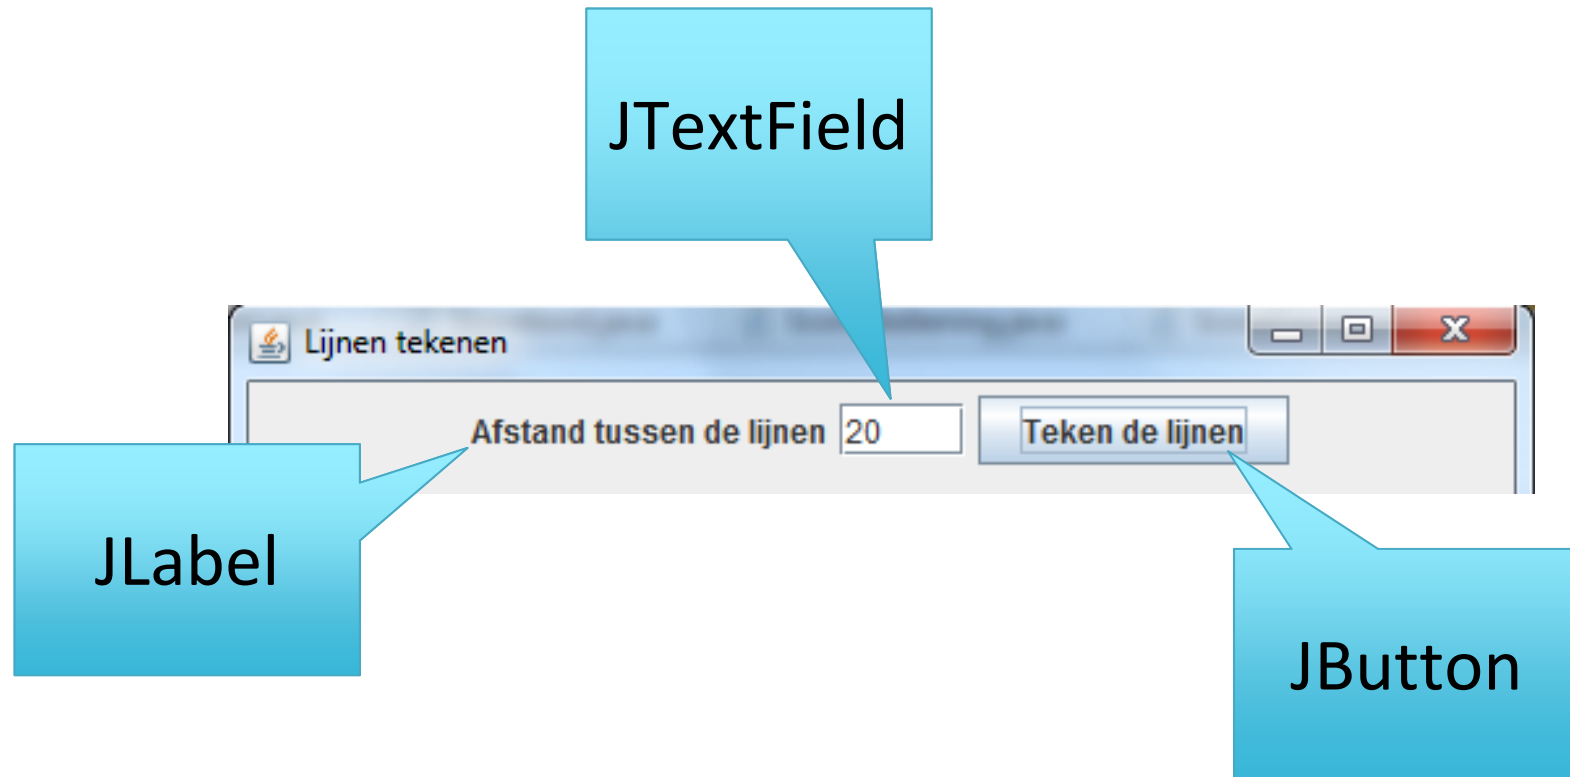 JTextField
Lijnen tekenen
Afstand tussen de lijnen 20 Teken de lijnen
JLabel
JButton